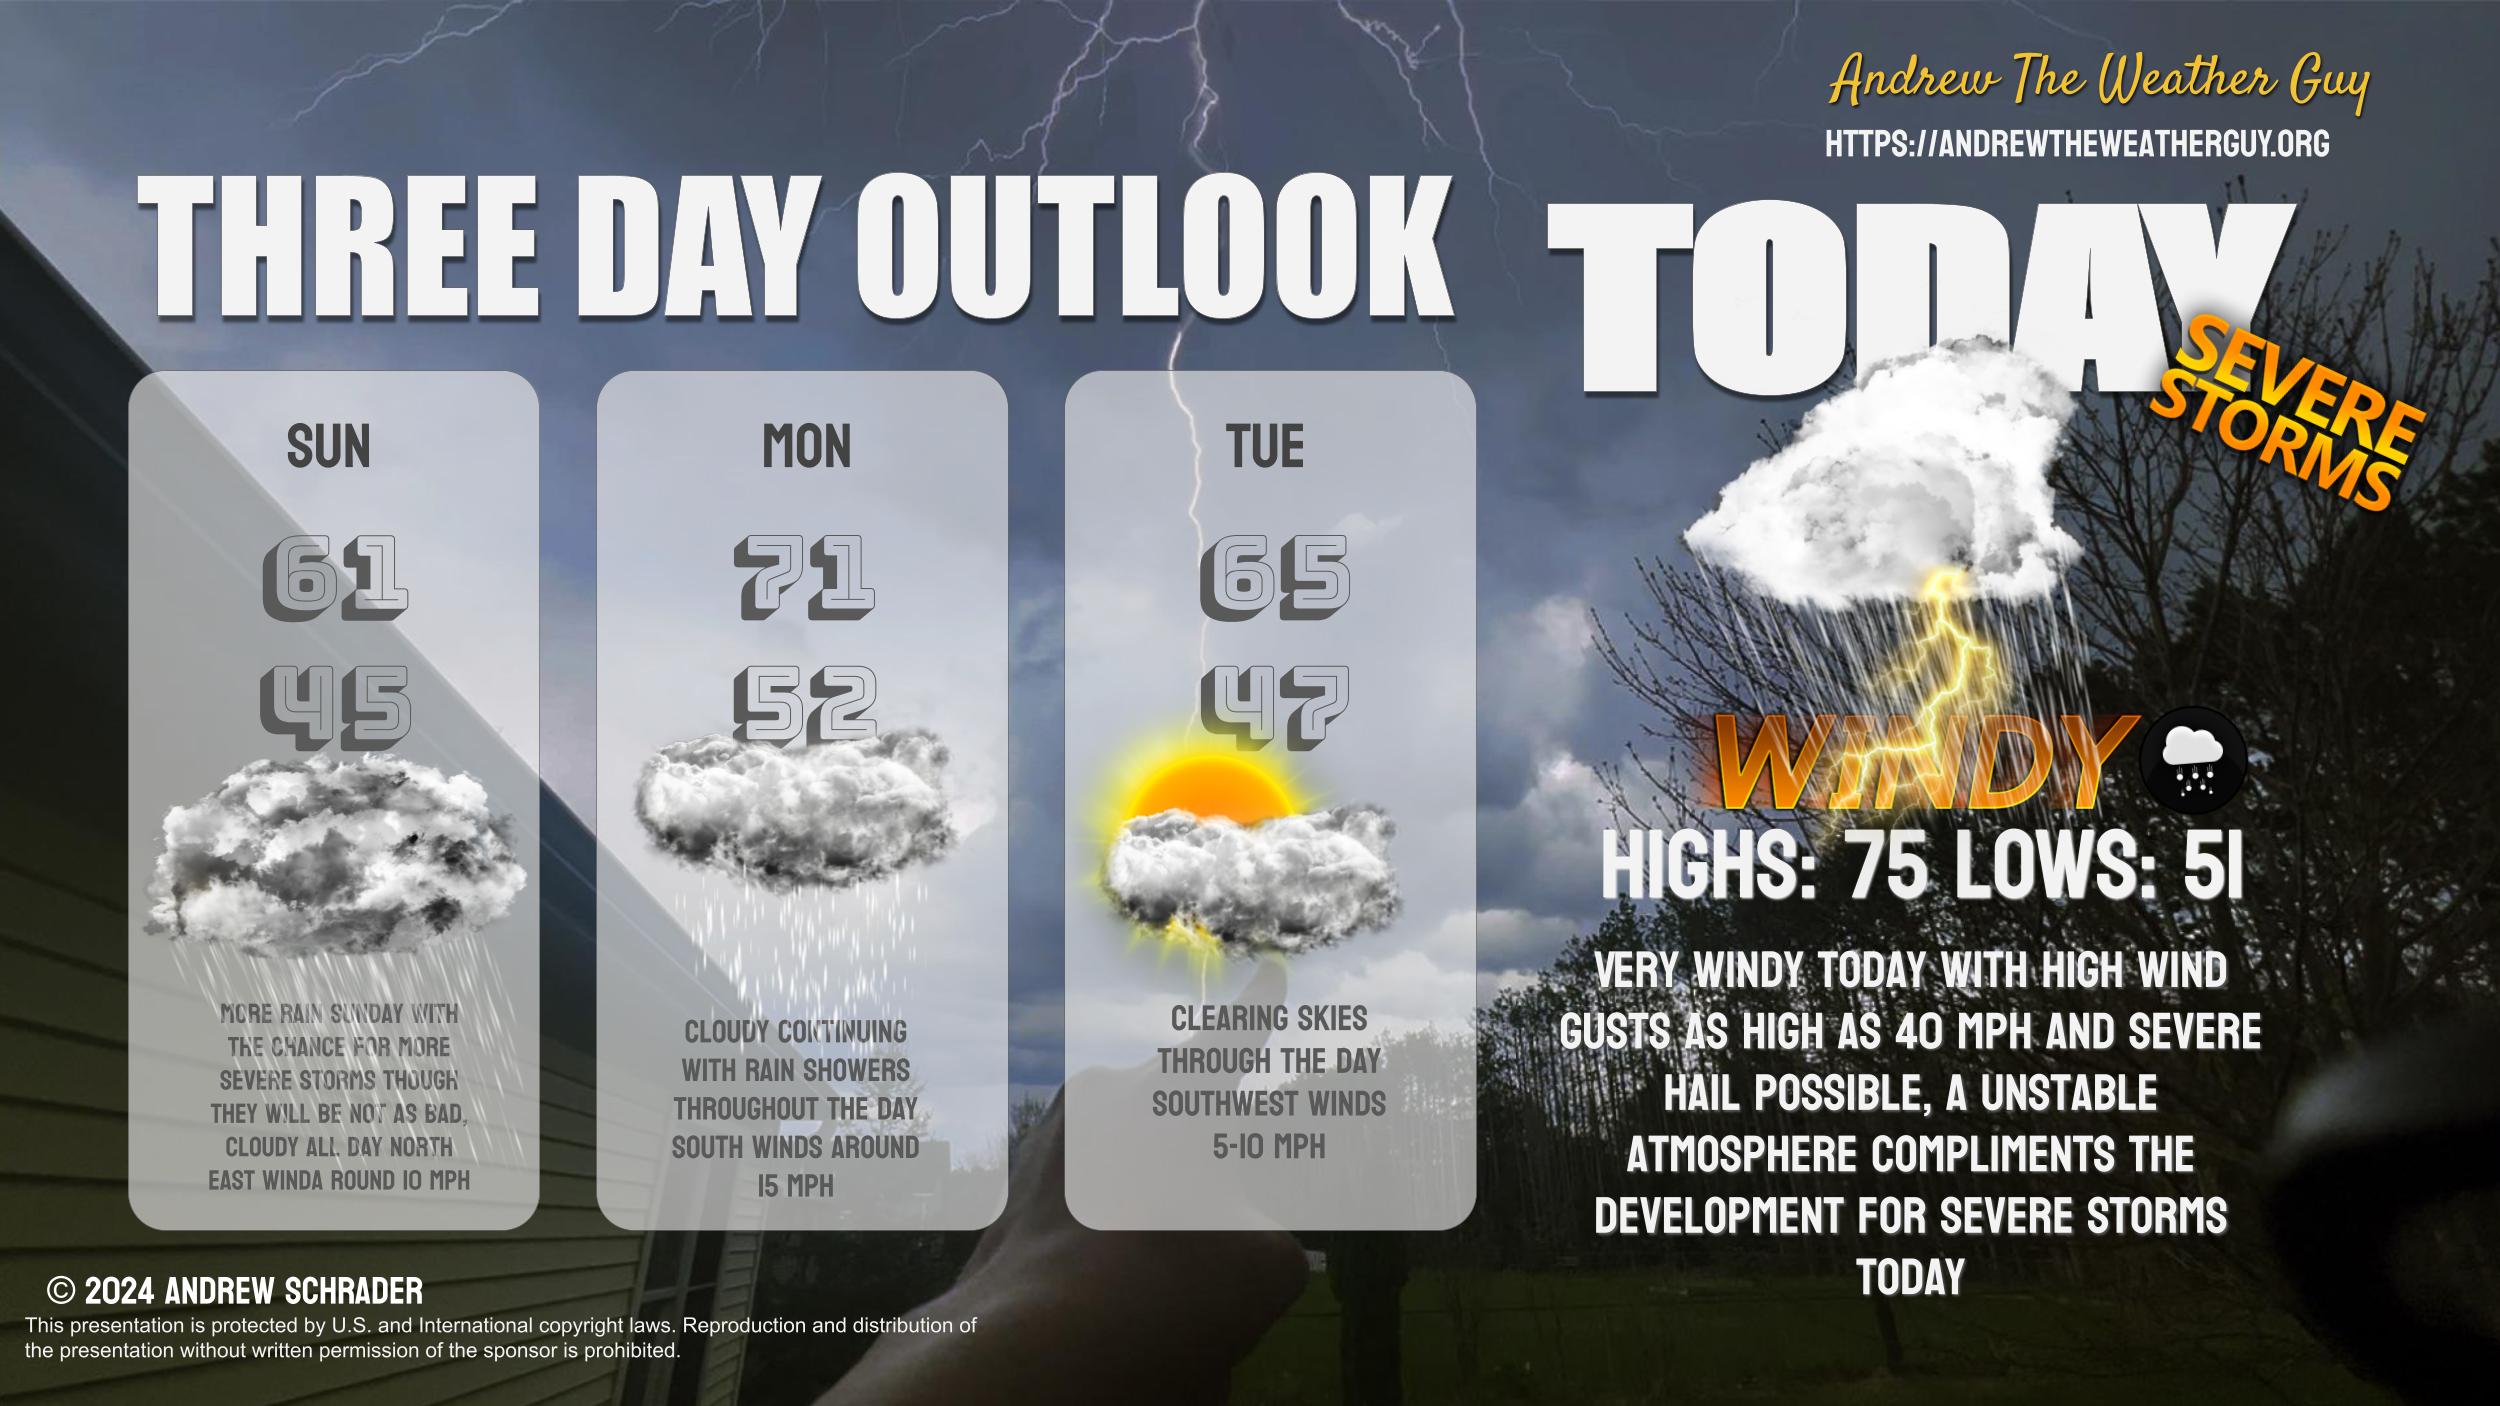 Andrew The Weather Guy
HTTPS://ANDREWTHEWEATHERGUY.ORG
THREE DAY OUTLOOK
SUN
61
45
MORE RAIN SUNDAY WITH
THE CHANCE FOR MORE
SEVERE STORMS THOUGH
THEY WILL BE NOT AS BAD,
CLOUDY ALL DAY NORTH
EAST WINDA ROUND 10 MPH
MON
71
52
CLOUDY CONTINUING
WITH RAIN SHOWERS
THROUGHOUT THE DAY
SOUTH WINDS AROUND
15 MPH
TUE
65
47
CLEARING SKIES
THROUGH THE DAY
SOUTHWEST WINDS
5-10 MPH
TODAY
SEVERE
STORMS
WINDY
HIGHS: 75 LOWS: 51
VERY WINDY TODAY WITH HIGH WIND
GUSTS AS HIGH AS 40 MPH AND SEVERE
HAIL POSSIBLE, A UNSTABLE
ATMOSPHERE COMPLIMENTS THE
DEVELOPMENT FOR SEVERE STORMS
TODAY
© 2024 ANDREW SCHRADER
This presentation is protected by U.S. and International copyright laws. Reproduction and distribution of
the presentation without written permission of the sponsor is prohibited.